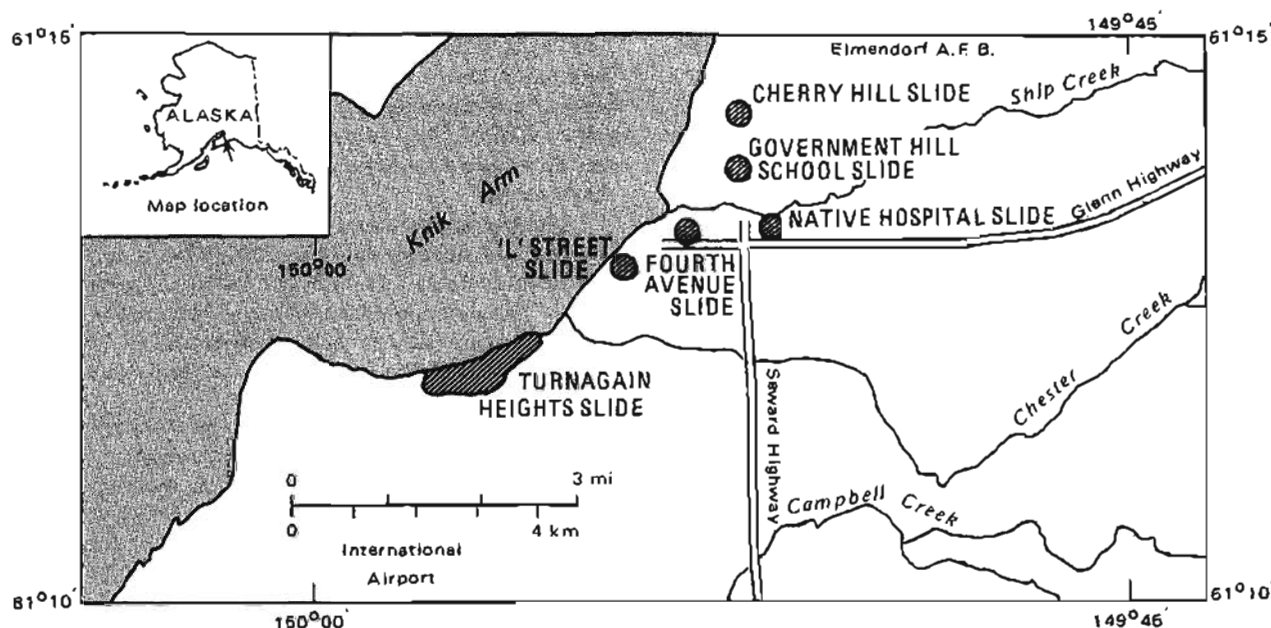 149°45'
61°15'
61°15'
Elmendorf A.F.B.
ALASKA
Map location
CHERRY HILL SLIDE
Ship Creek
GOVERNMENT HILL
SCHOOL SLIDE
Knik Arm
Glenn Highway
NATIVE HOSPITAL SLIDE
'L' STREET
SLIDE
150°00'
FOURTH
AVENUE
SLIDE
Chester Creek
TURNAGAIN
HEIGHTS SLIDE
Seward Highway
0 3 mi
0 4 km
Campbell Creek
International
Airport
61°10'
61°10'
150°00'
149°45'